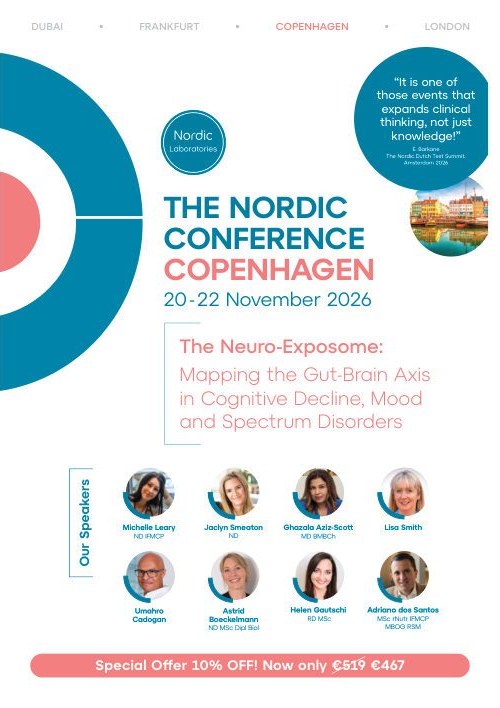 DUBAI • FRANKFURT • COPENHAGEN • LONDON
“It is one of
those events that
expands clinical
thinking, not just
knowledge!”
E. Barkane
The Nordic Dutch Test Summit,
Amsterdam 2026
Nordic
Laboratories
THE NORDIC
CONFERENCE
COPENHAGEN
20-22 November 2026
The Neuro-Exposome:
Mapping the Gut-Brain Axis
in Cognitive Decline, Mood
and Spectrum Disorders
Our Speakers
Michelle Leary
ND IFMCP
Jaclyn Smeaton
ND
Ghazala Aziz-Scott
MD BMBCh
Lisa Smith
Umahro
Cadogan
Astrid
Boeckelmann
ND MSc Dipl Biol
Helen Gautschi
RD MSc
Adriano dos Santos
MSc rNutr IFMCP
MBOG RSM
Special Offer 10% OFF! Now only €519 €467